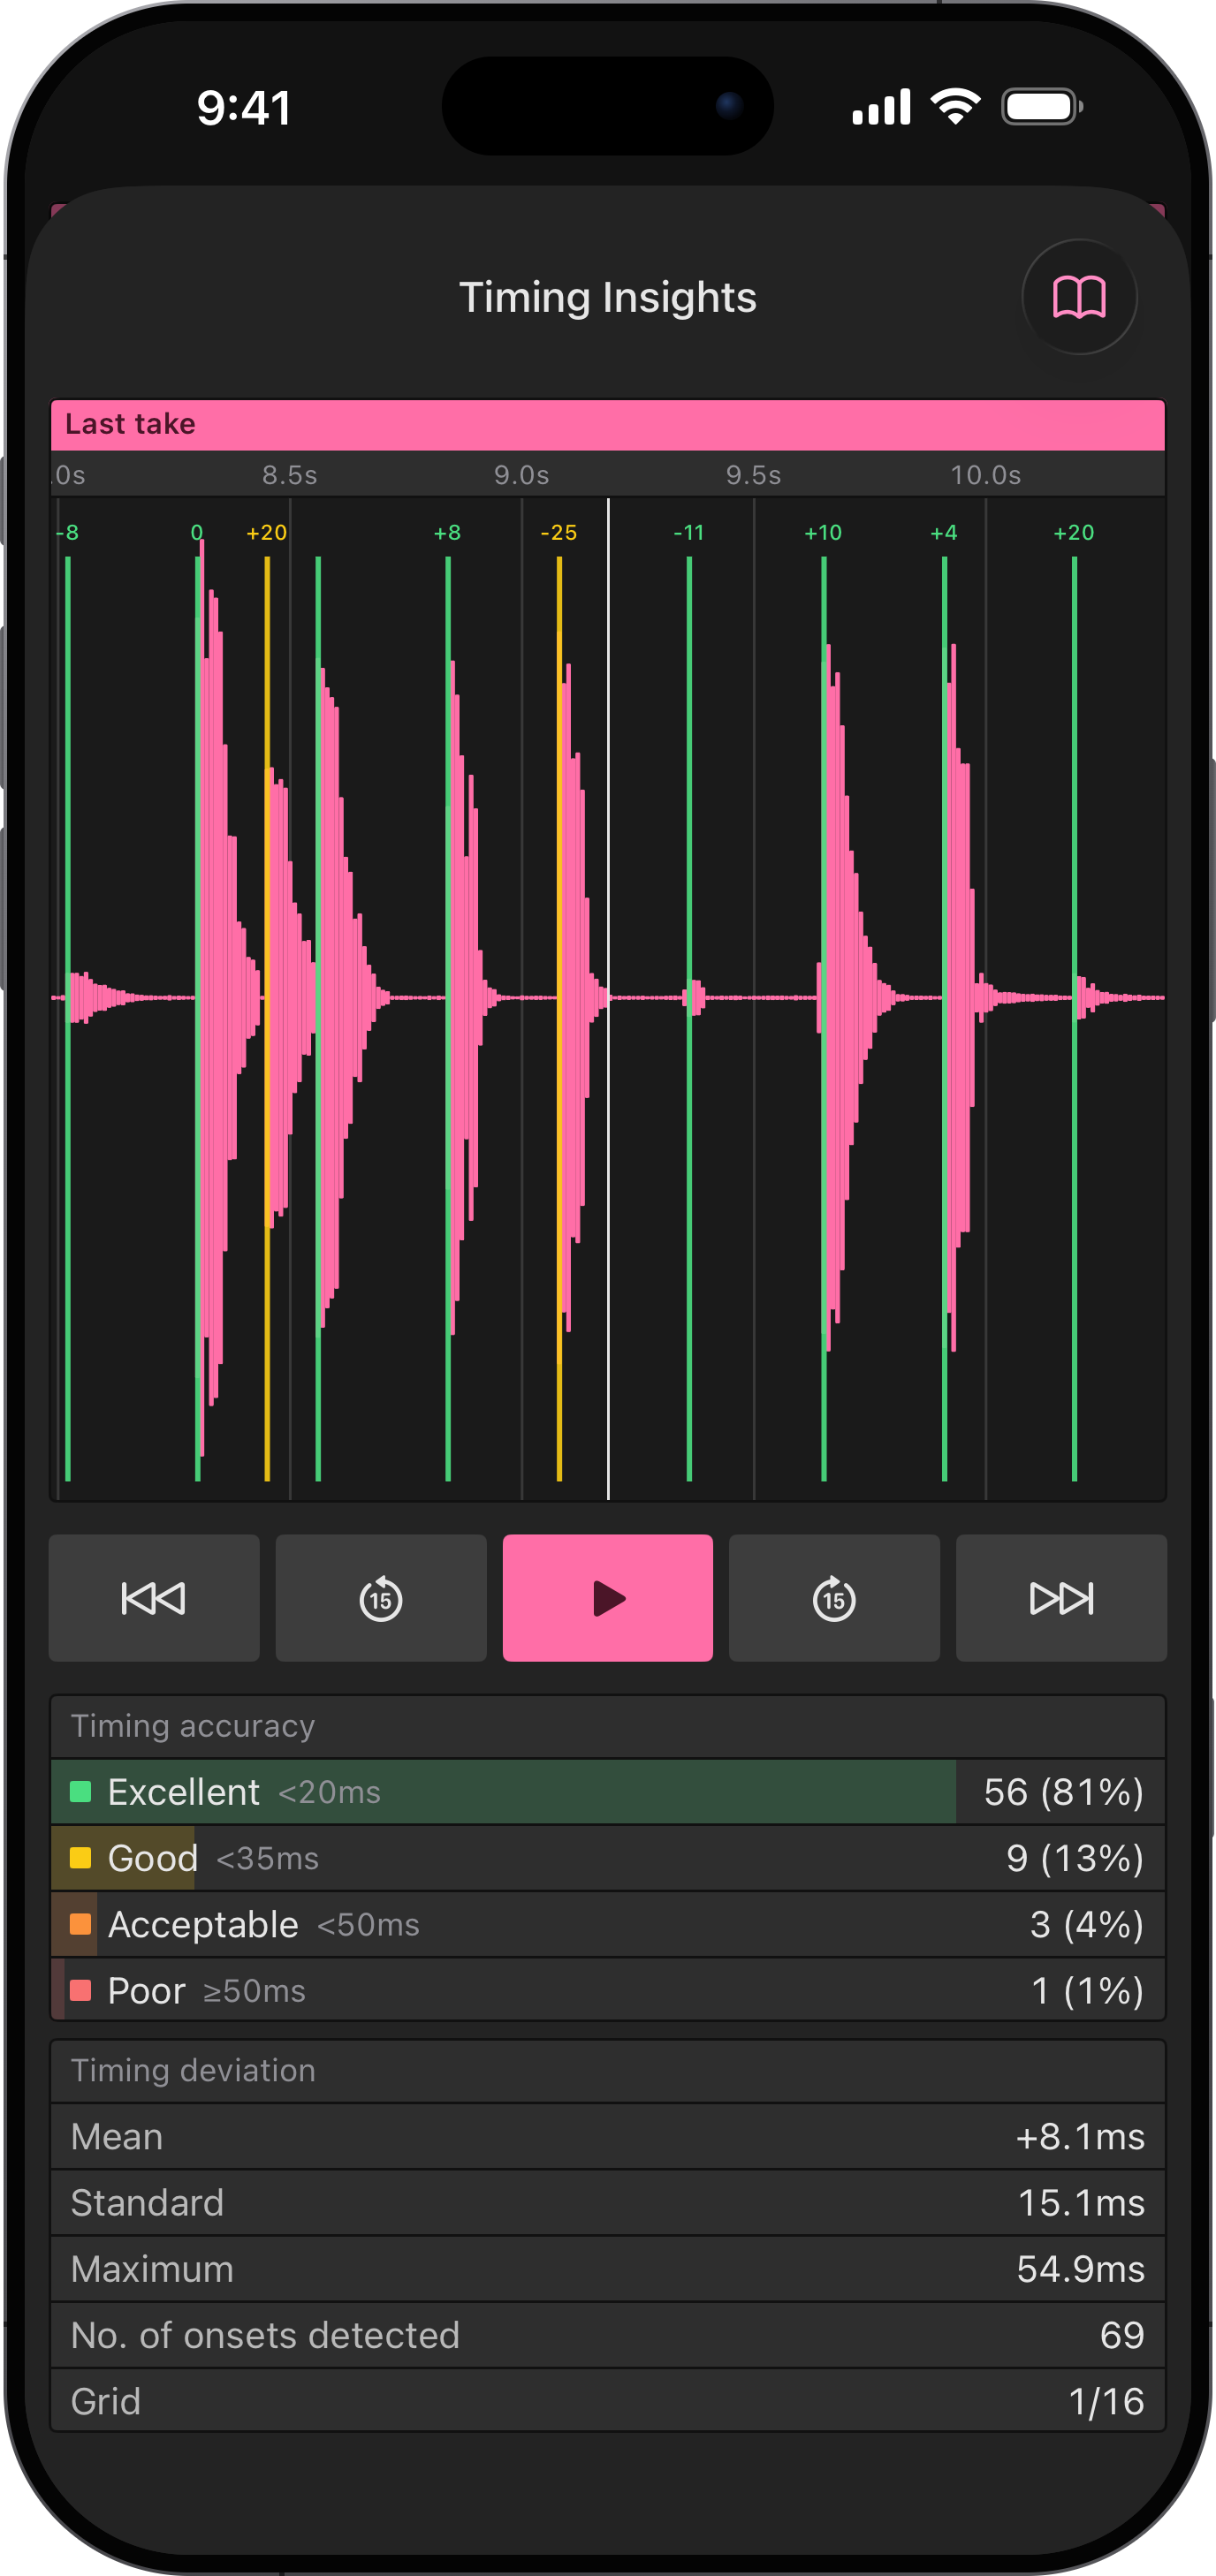 9:41
Timing Insights
Last take
.0s 8.5s 9.0s 9.5s 10.0s
-8 0 +20 +8 -25 -11 +10 +4 +20
15 15
Timing accuracy
Excellent <20ms 56 (81%)
Good <35ms 9 (13%)
Acceptable <50ms 3 (4%)
Poor ≥50ms 1 (1%)
Timing deviation
Mean +8.1ms
Standard 15.1ms
Maximum 54.9ms
No. of onsets detected 69
Grid 1/16